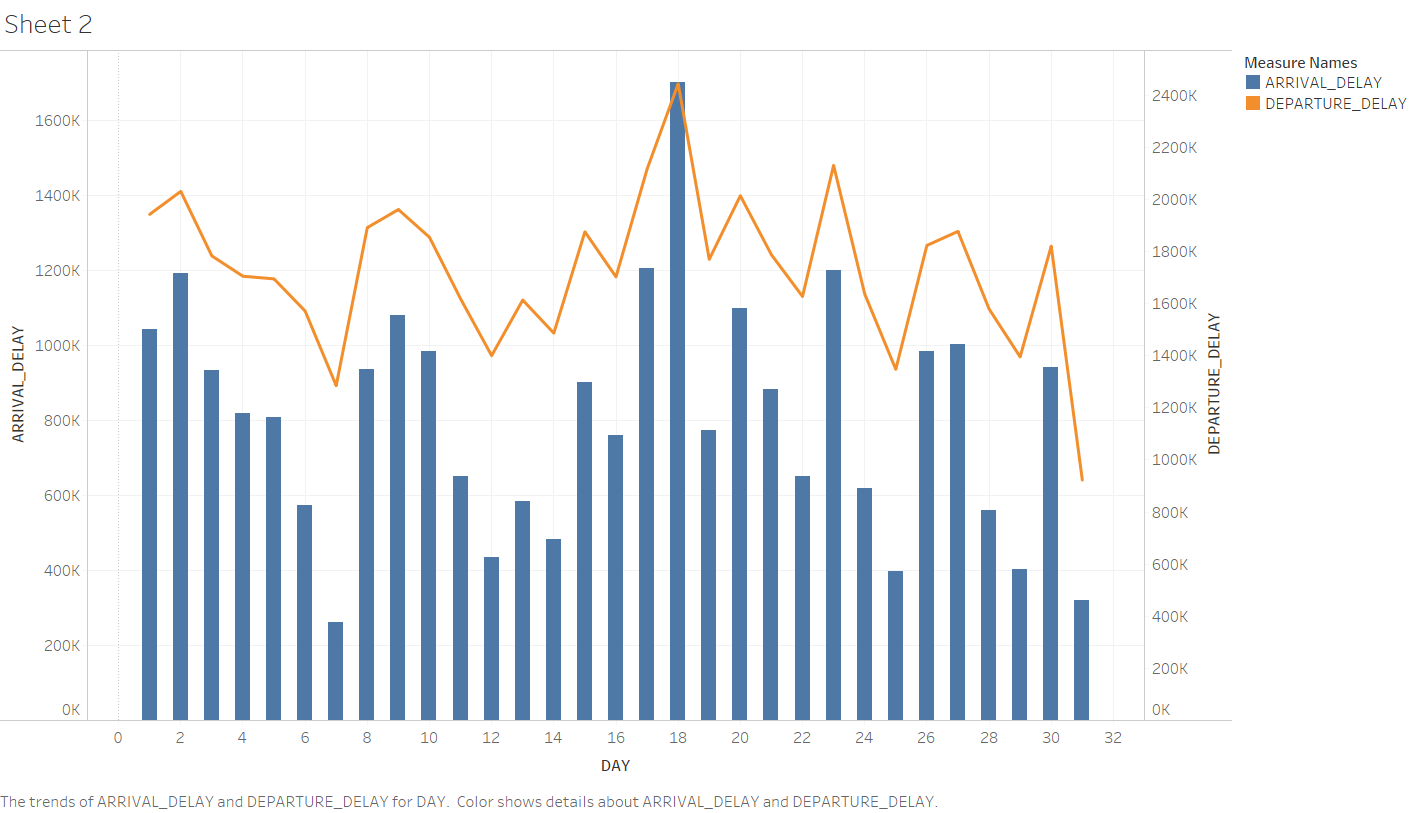 Sheet 2
Measure Names
ARRIVAL_DELAY
DEPARTURE_DELAY
ARRIVAL_DELAY
1600K
1400K
1200K
1000K
800K
600K
400K
200K
0K
2400K
2200K
2000K
1800K
1600K
1400K
1200K
1000K
800K
600K
400K
200K
0K
DEPARTURE_DELAY
0 2 4 6 8 10 12 14 16 18 20 22 24 26 28 30 32
DAY
The trends of ARRIVAL_DELAY and DEPARTURE_DELAY for DAY.  Color shows details about ARRIVAL_DELAY and DEPARTURE_DELAY.